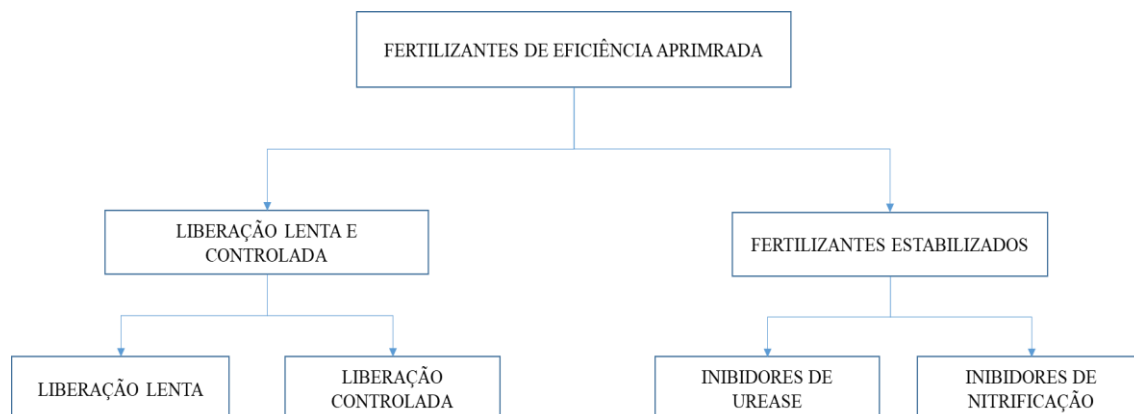 FERTILIZANTES DE EFICIÊNCIA APRIMRADA
LIBERAÇÃO LENTA E
CONTROLADA
FERTILIZANTES ESTABILIZADOS
LIBERAÇÃO LENTA
LIBERAÇÃO
CONTROLADA
INIBIDORES DE
UREASE
INIBIDORES DE
NITRIFICAÇÃO